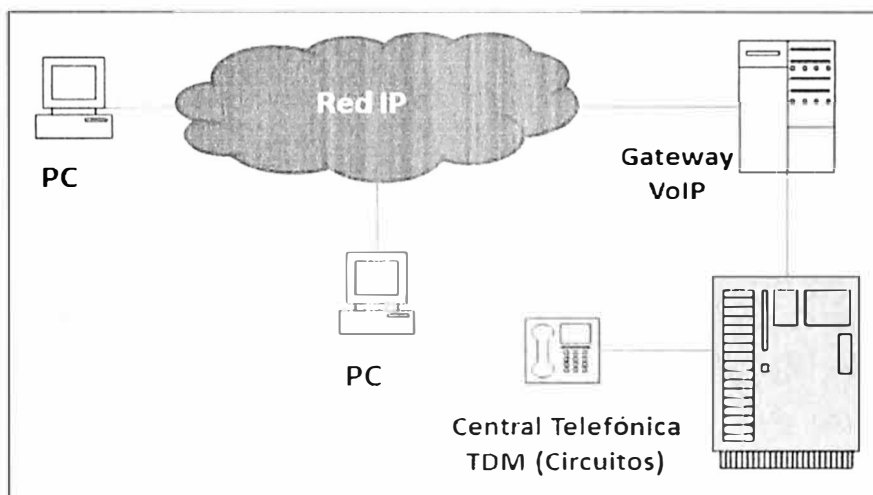 Red IP
PC
Gateway
VoIP
PC
Central Telefónica
TDM (Circuitos)